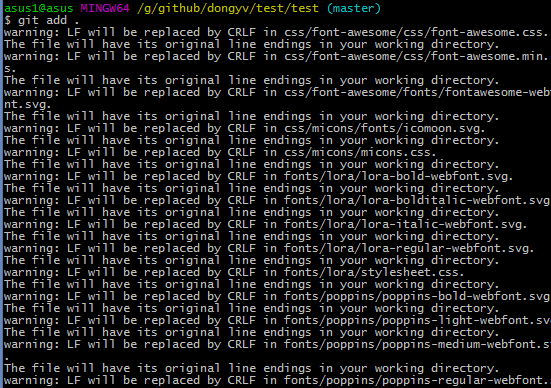 asus1@asus MINGW64 /g/github/dongyv/test/test (master)
$ git add .
warning: LF will be replaced by CRLF in css/font-awesome/css/font-awesome.css.
The file will have its original line endings in your working directory.
warning: LF will be replaced by CRLF in css/font-awesome/css/font-awesome.min.
s.
The file will have its original line endings in your working directory.
warning: LF will be replaced by CRLF in css/font-awesome/fonts/fontawesome-webf
nt.svg.
The file will have its original line endings in your working directory.
warning: LF will be replaced by CRLF in css/micons/fonts/icomoon.svg.
The file will have its original line endings in your working directory.
warning: LF will be replaced by CRLF in css/micons/micons.css.
The file will have its original line endings in your working directory.
warning: LF will be replaced by CRLF in fonts/lora/lora-bold-webfont.svg.
The file will have its original line endings in your working directory.
warning: LF will be replaced by CRLF in fonts/lora/lora-bolditalic-webfont.svg
The file will have its original line endings in your working directory.
warning: LF will be replaced by CRLF in fonts/lora/lora-italic-webfont.svg.
The file will have its original line endings in your working directory.
warning: LF will be replaced by CRLF in fonts/lora/lora-regular-webfont.svg.
The file will have its original line endings in your working directory.
warning: LF will be replaced by CRLF in fonts/lora/stylesheet.css.
The file will have its original line endings in your working directory.
warning: LF will be replaced by CRLF in fonts/poppins/poppins-bold-webfont.svg
The file will have its original line endings in your working directory.
warning: LF will be replaced by CRLF in fonts/poppins/poppins-light-webfont.sv
The file will have its original line endings in your working directory.
warning: LF will be replaced by CRLF in fonts/poppins/poppins-medium-webfont.s
.
The file will have its original line endings in your working directory.
warning: LF will be replaced by CRLF in fonts/poppins/poppins-regular-webfont.